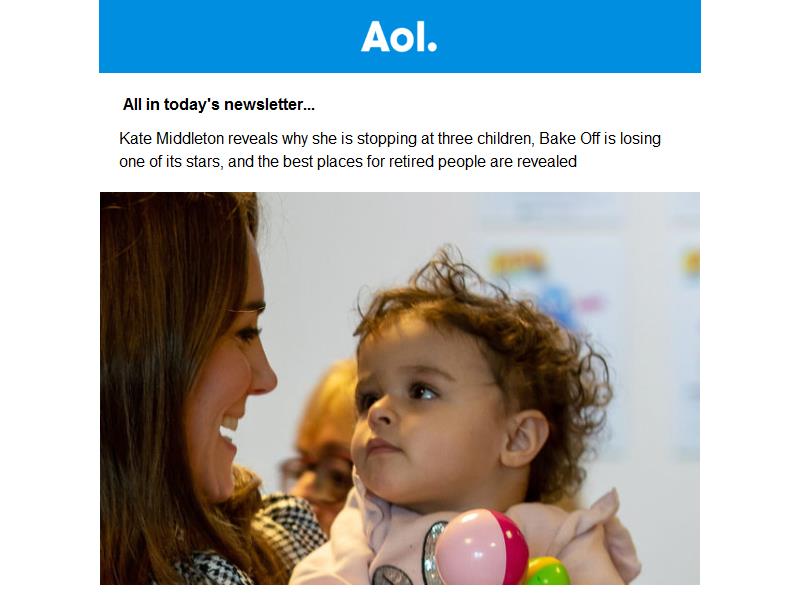 Aol.
All in today's newsletter...
Kate Middleton reveals why she is stopping at three children, Bake Off is losing
one of its stars, and the best places for retired people are revealed